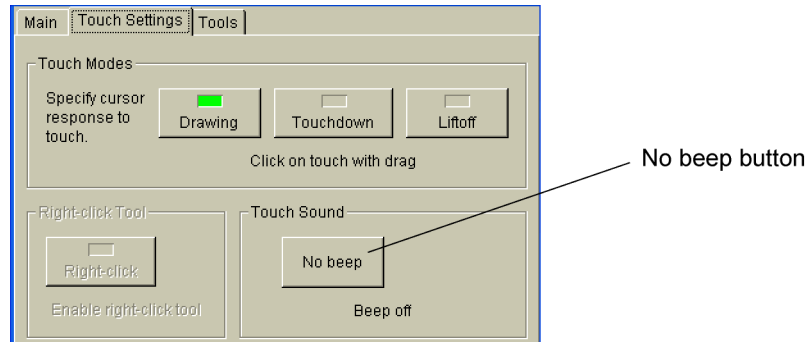 Main Touch Settings Tools
Touch Modes
Specify cursor
response to
touch.
Drawing Touchdown Liftoff
Click on touch with drag
No beep button
Right-click Tool
Right-click
Enable right-click tool
Touch Sound
No beep
Beep off